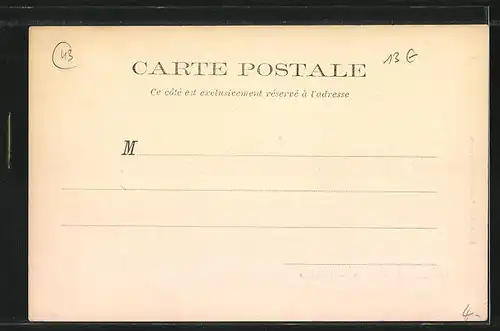 43
13 €
CARTE POSTALE
Ce côté est exclusivement réservé à l'adresse
M
4.-